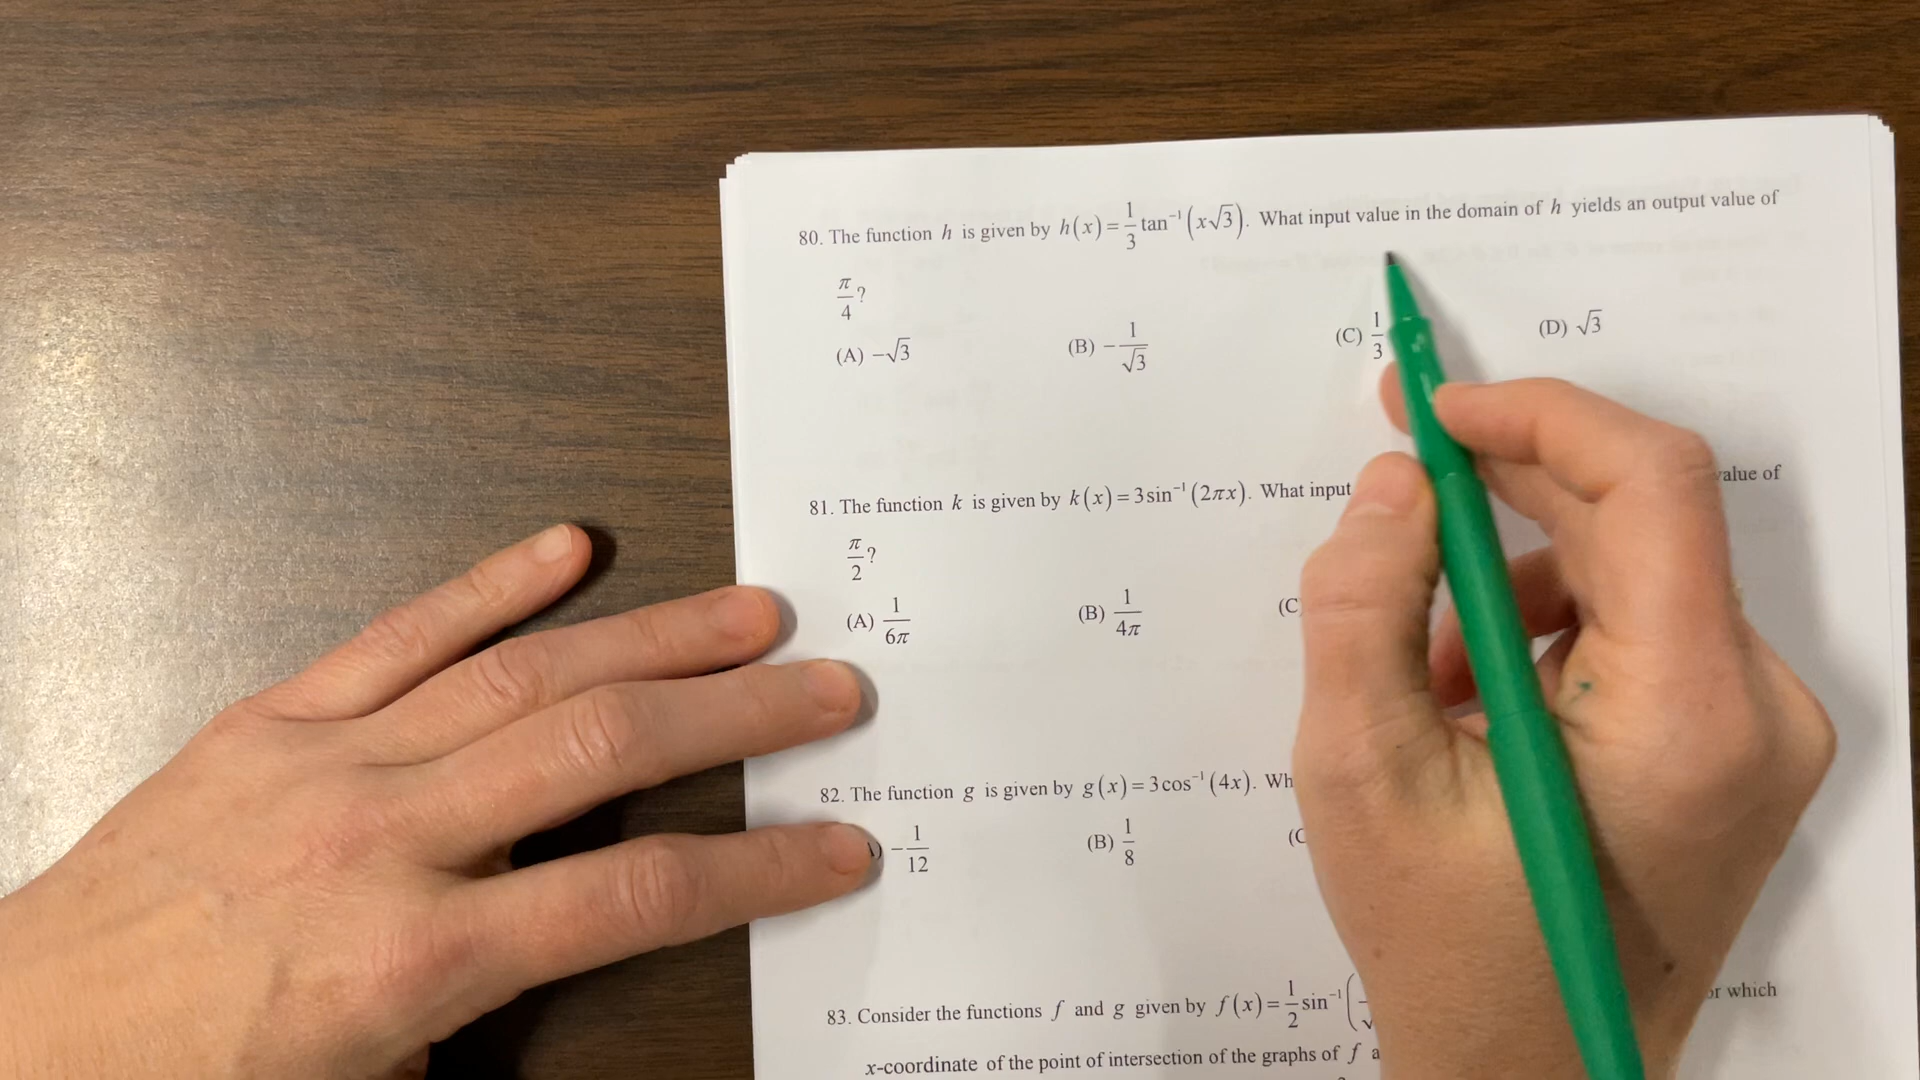 80. The function h is given by h(x) = 1/3 tan⁻¹(x√3). What input value in the domain of h yields an output value of
π/4?
(A) −√3 (B) −1/√3 (C) 1/3 (D) √3
81. The function k is given by k(x) = 3 sin⁻¹(2πx). What input value of
π/2?
(A) 1/6π (B) 1/4π (C
82. The function g is given by g(x) = 3 cos⁻¹(4x). Wh
) −1/12 (B) 1/8 (C
83. Consider the functions f and g given by f(x) = 1/2 sin⁻¹( which
x-coordinate of the point of intersection of the graphs of f